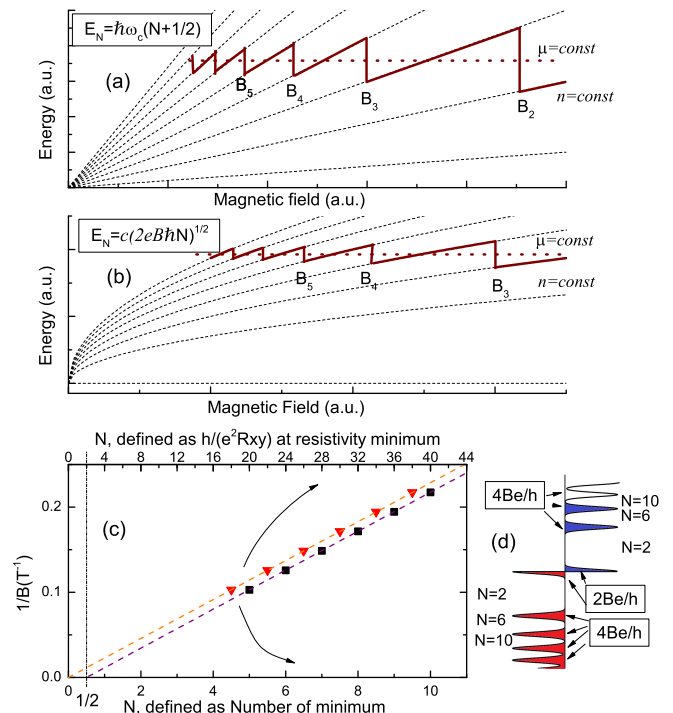 E_N=ℏω_c(N+1/2)
μ=const
(a)
B_5
B_4
B_3
B_2
n=const
Energy (a.u.)
Magnetic field (a.u.)
E_N=c(2eBℏN)^1/2
μ=const
(b)
B_5
B_4
B_3
n=const
Energy (a.u.)
Magnetic Field (a.u.)
N, defined as h/(e²Rxy) at resistivity minimum
0 4 8 12 16 20 24 28 32 36 40 44
(c)
0.2
0.1
0.0
1/B(T⁻¹)
0 2 4 6 8 10
1/2
N, defined as Number of minimum
4Be/h
N=10
N=6
(d)
N=2
2Be/h
N=2
N=6
4Be/h
N=10